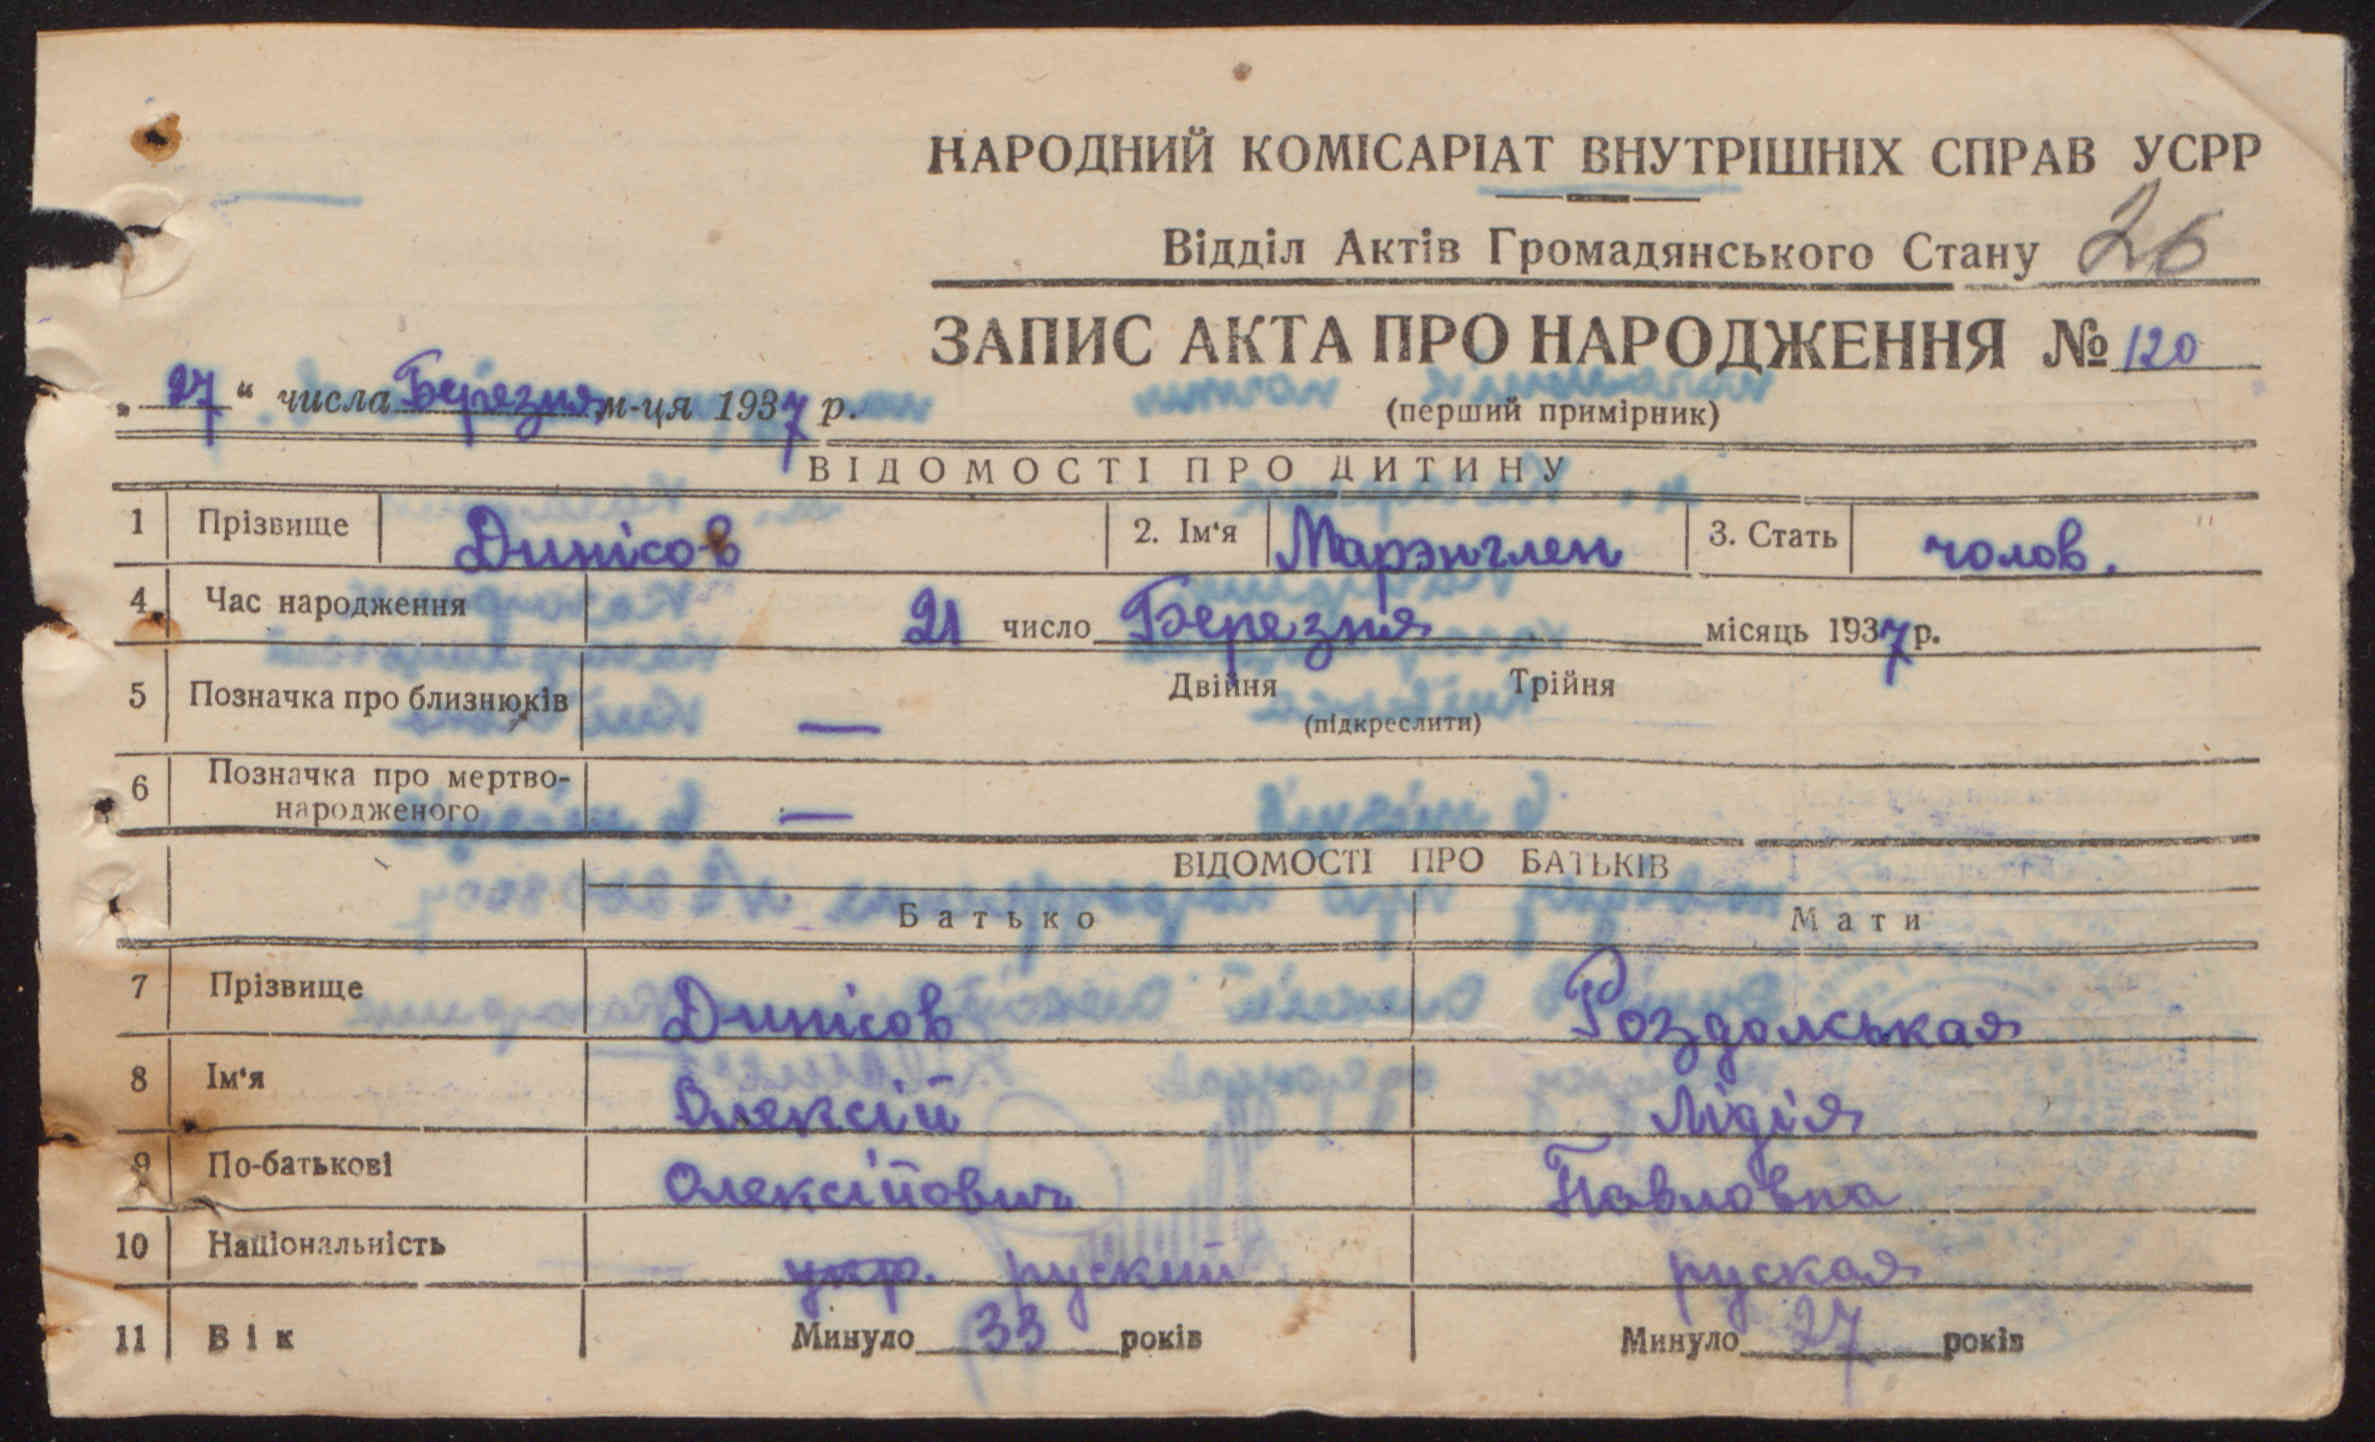 НАРОДНИЙ КОМІСАРІАТ ВНУТРІШНІХ СПРАВ УСРР
Відділ Актів Громадянського Стану 26
ЗАПИС АКТА ПРО НАРОДЖЕННЯ № 120
„ 27 “ числа Березня м-ця 1937 р.
(перший примірник)
ВІДОМОСТІ ПРО ДИТИНУ
1 Прізвище Динісов 2. Ім‘я Марэнглен 3. Стать чолов.
4 Час народження 21 число Березня місяць 1937 р.
5 Позначка про близнюків — Двійня Трійня
(підкреслити)
6 Позначка про мертво-
народженого —
ВІДОМОСТІ ПРО БАТЬКІВ
Батько Мати
7 Прізвище Динісов Роздольская
8 Ім‘я Олексій Лідія
9 По-батькові Олексійович Павловна
10 Національність укр. руский руская
11 Вік Минуло 33 років Минуло 27 років